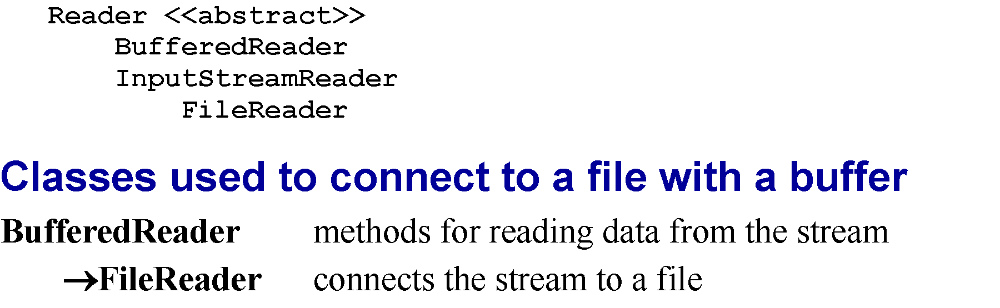 Reader <<abstract>>
BufferedReader
InputStreamReader
FileReader
Classes used to connect to a file with a buffer
BufferedReader methods for reading data from the stream
→FileReader connects the stream to a file